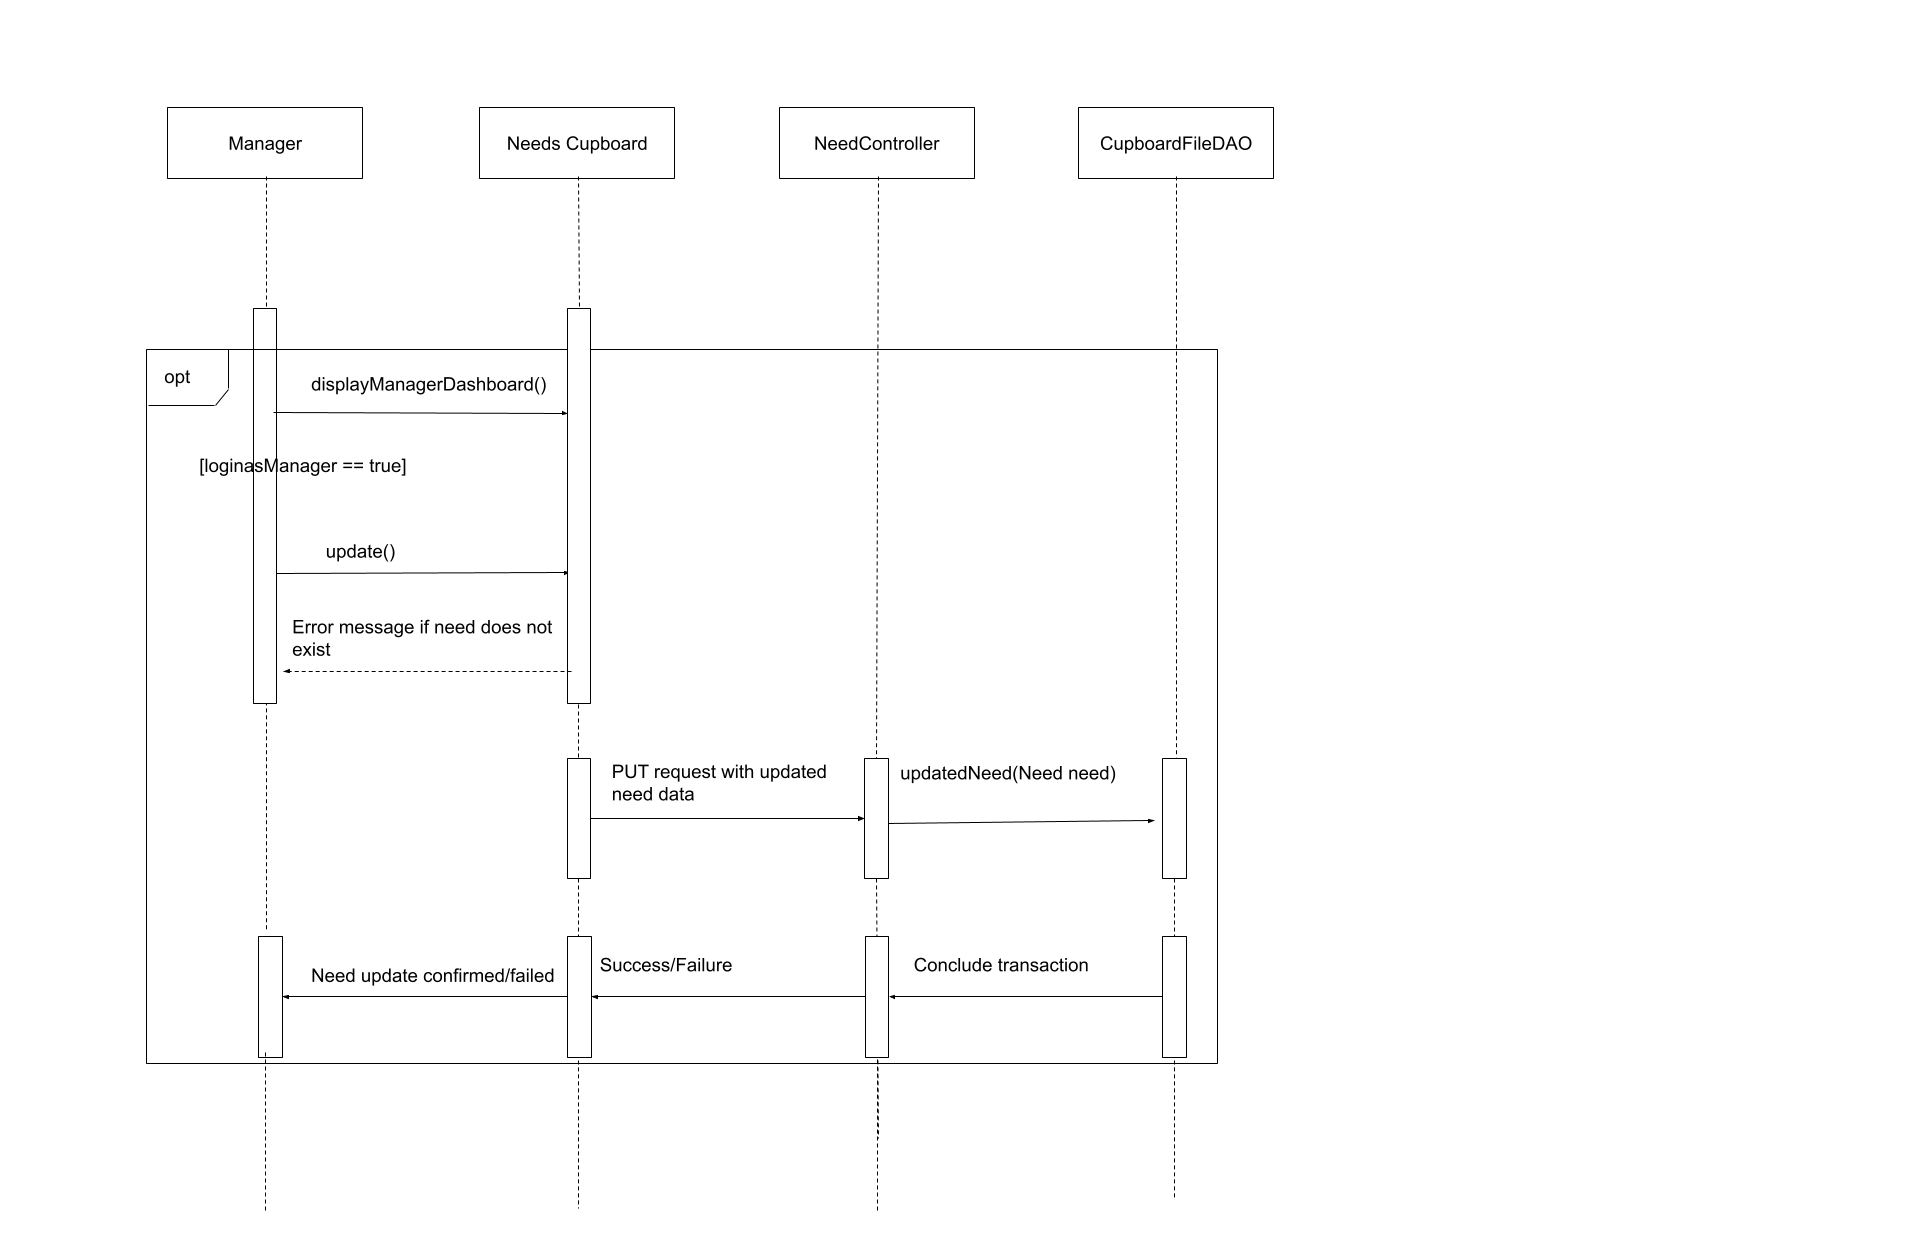 Manager
Needs Cupboard
NeedController
CupboardFileDAO
opt
displayManagerDashboard()
[loginasManager == true]
update()
Error message if need does not
exist
PUT request with updated
need data
updatedNeed(Need need)
Need update confirmed/failed
Success/Failure
Conclude transaction